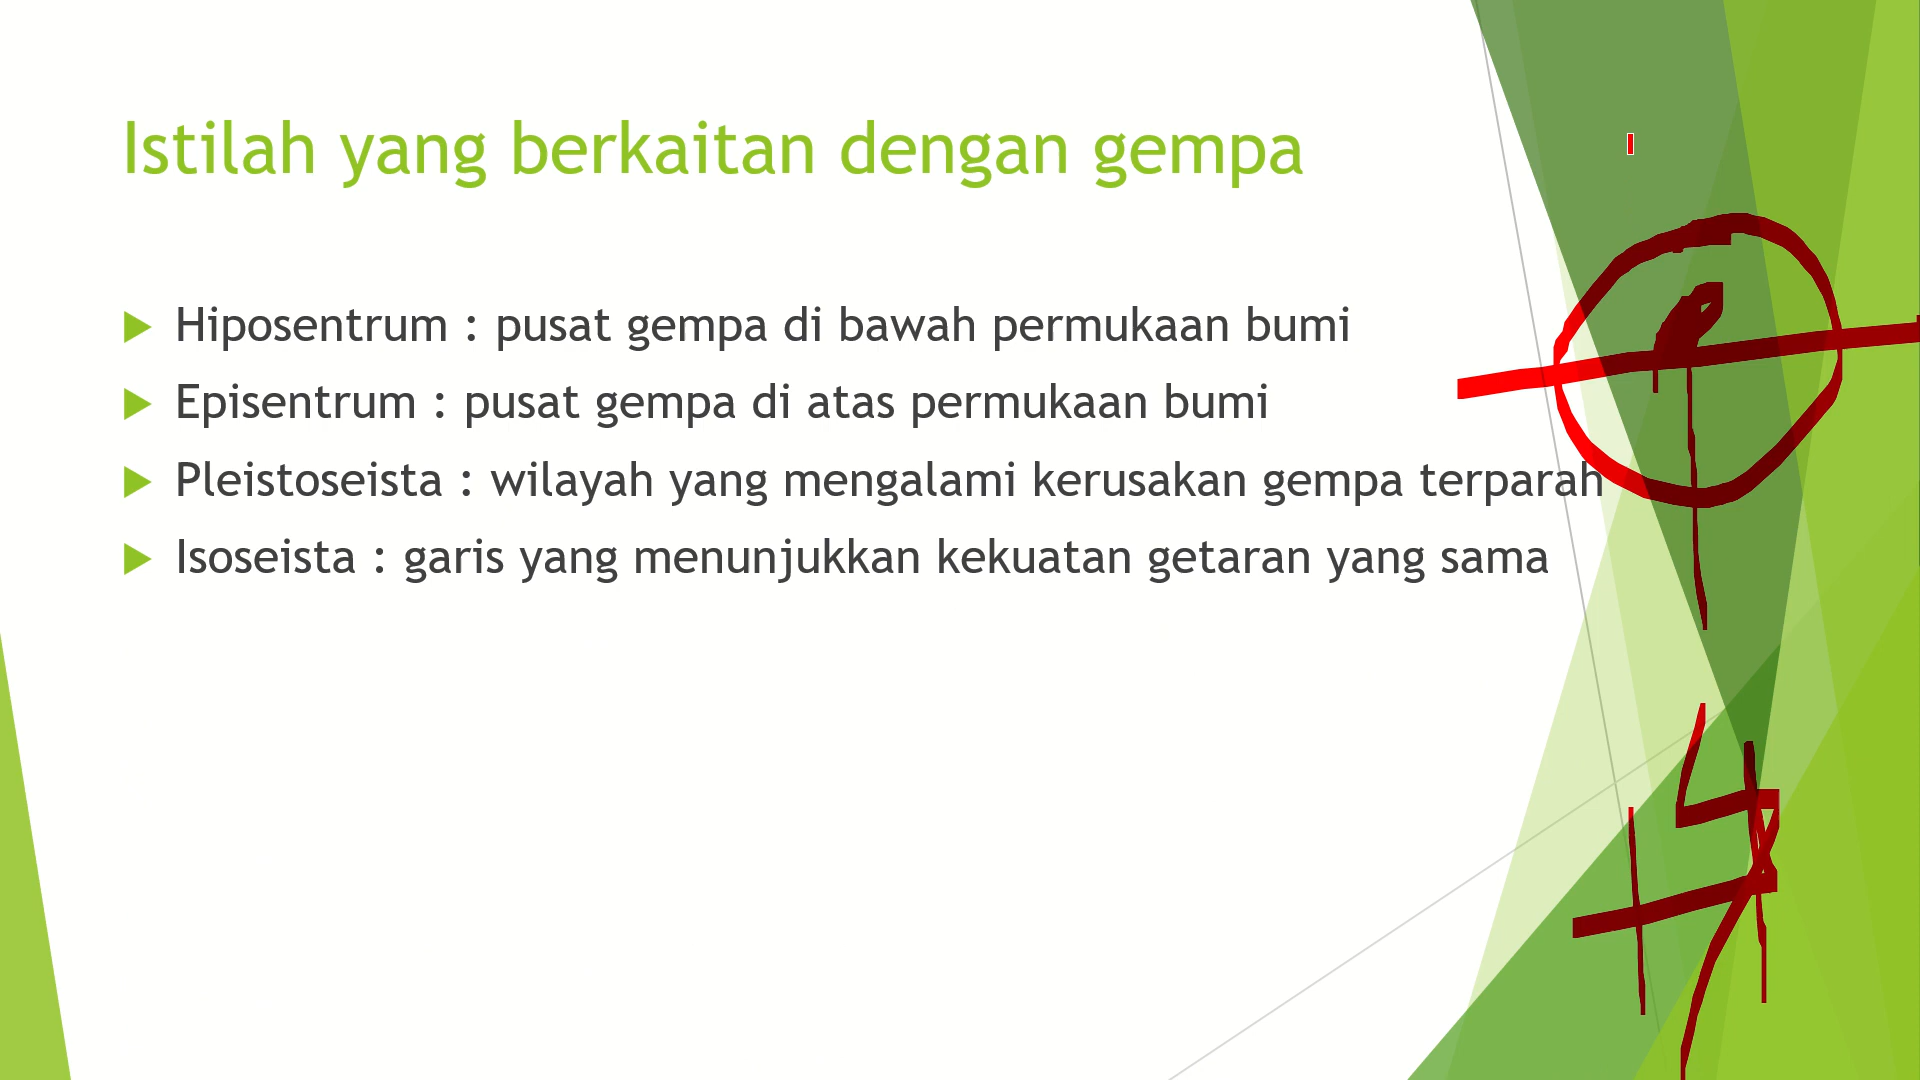 Istilah yang berkaitan dengan gempa
Hiposentrum : pusat gempa di bawah permukaan bumi
Episentrum : pusat gempa di atas permukaan bumi
Pleistoseista : wilayah yang mengalami kerusakan gempa terparah
Isoseista : garis yang menunjukkan kekuatan getaran yang sama